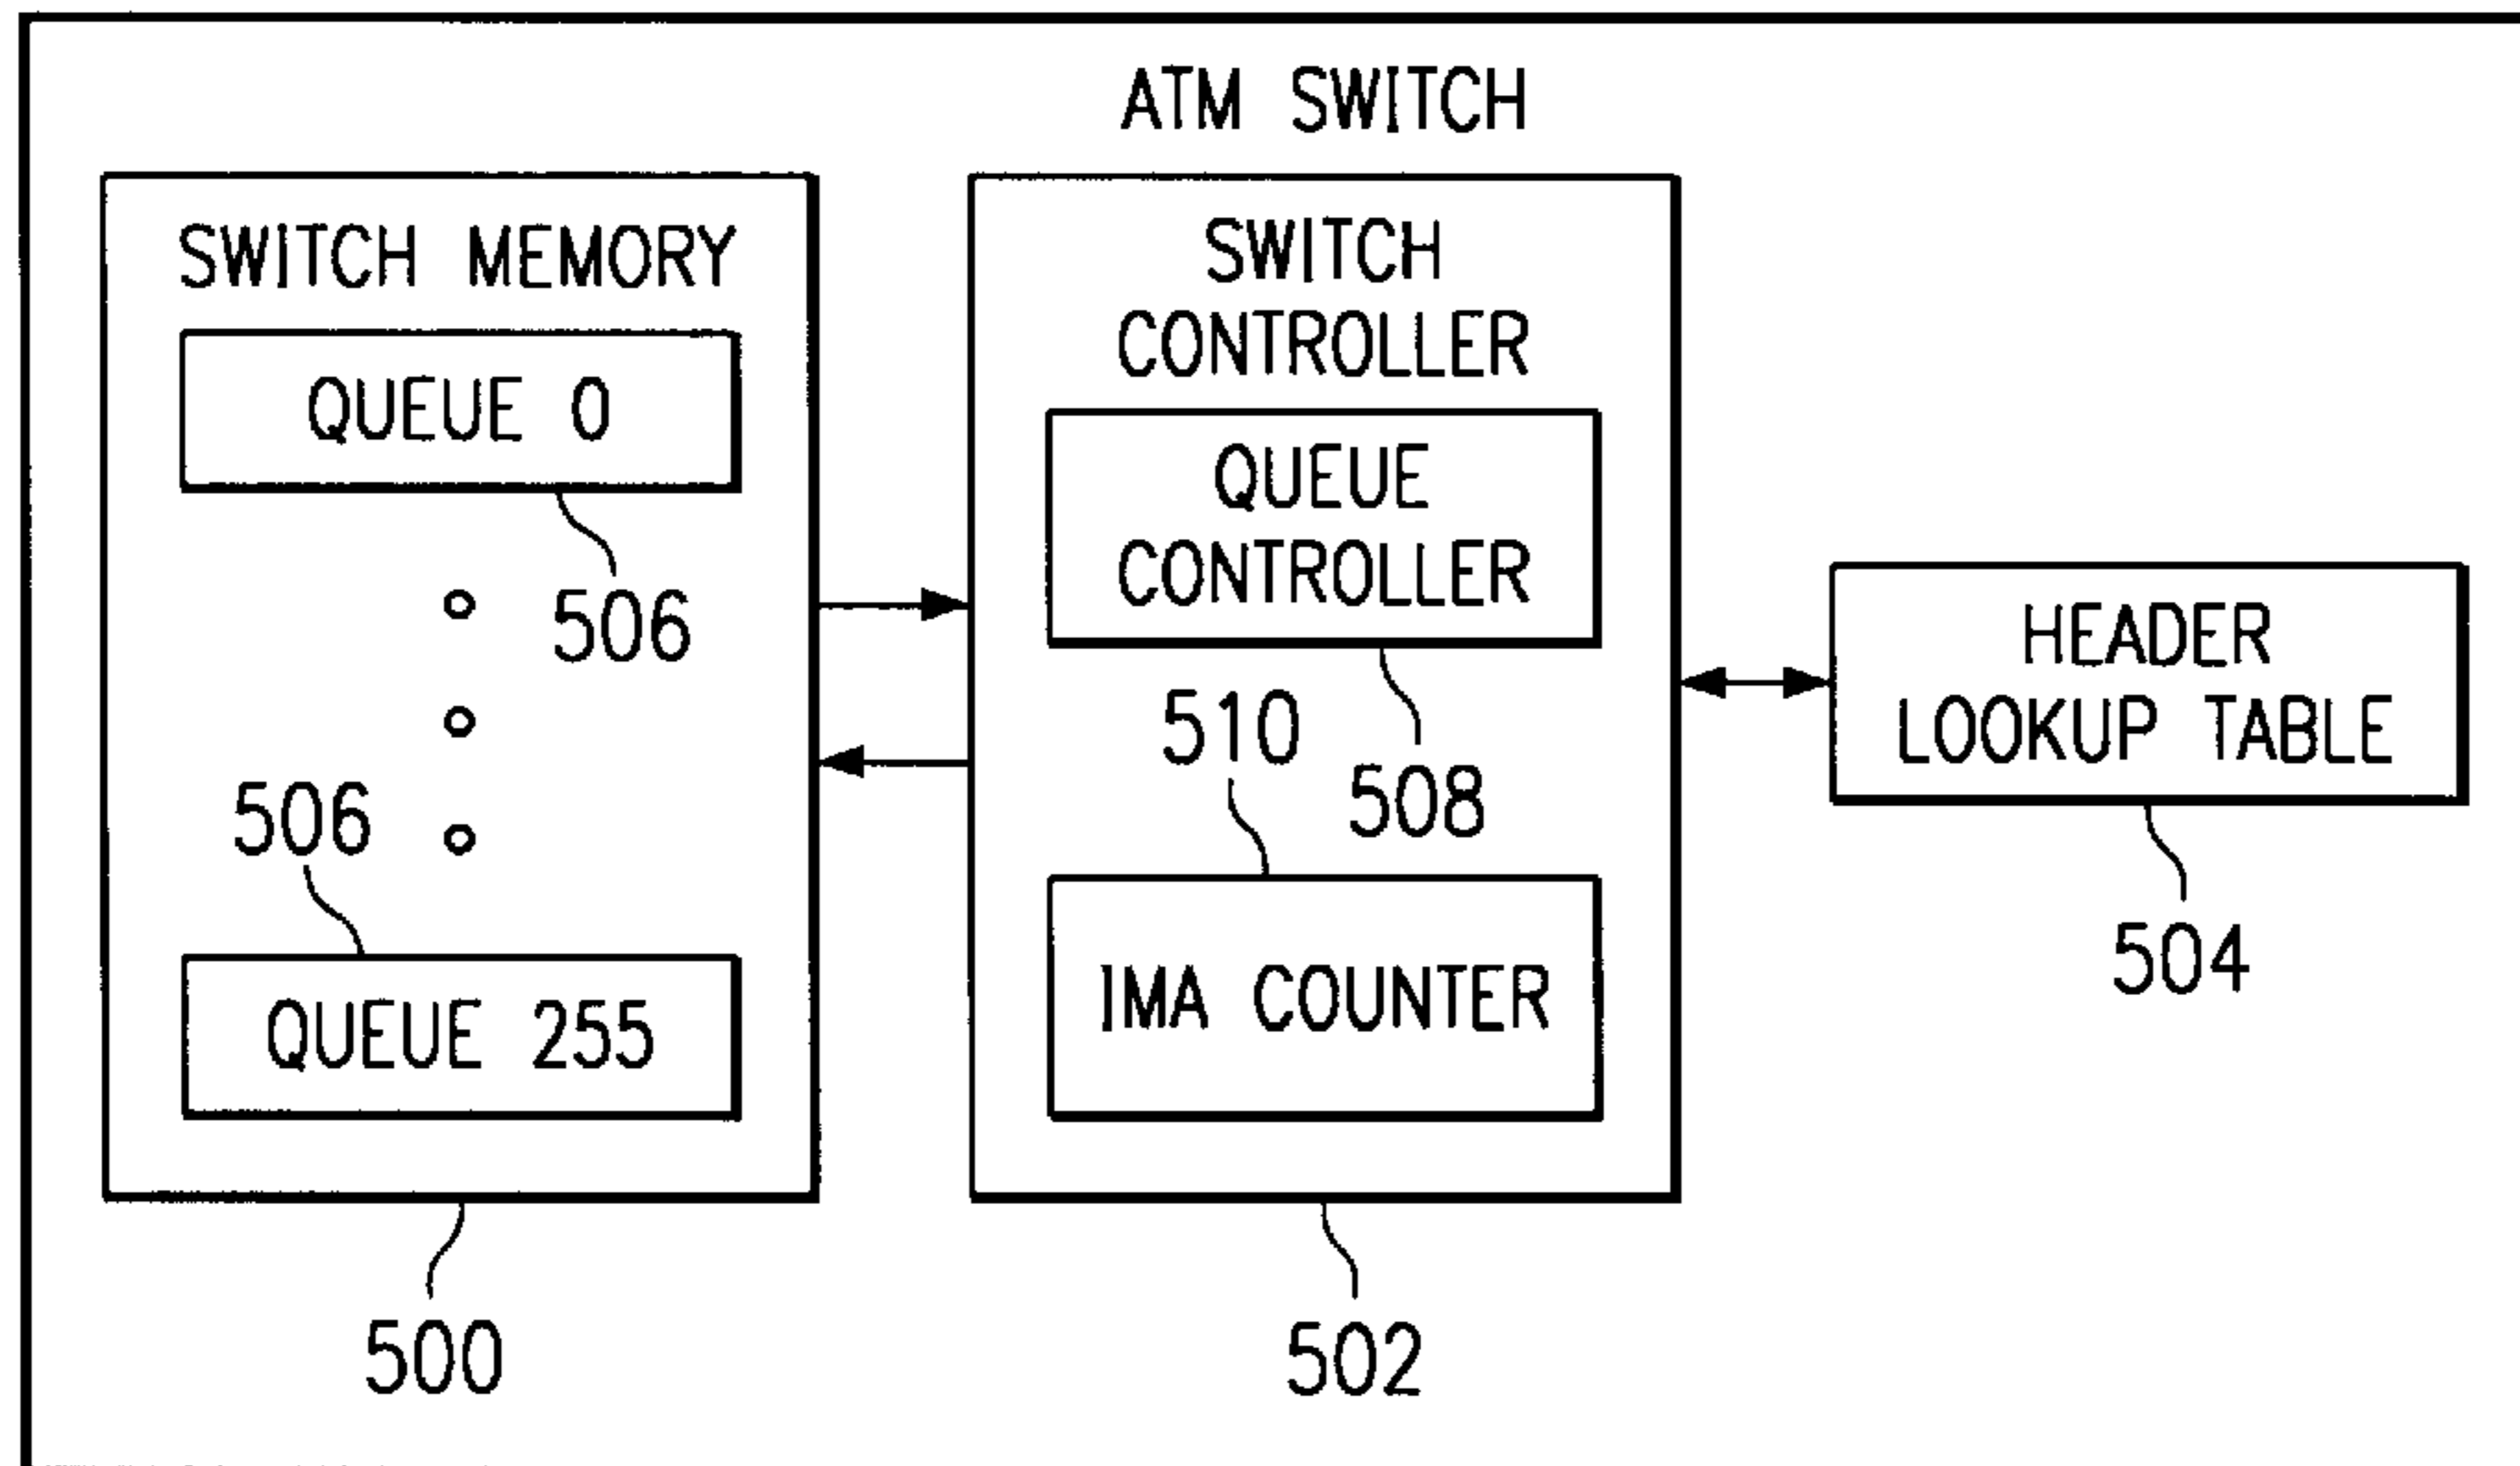 ATM SWITCH
SWITCH MEMORY
QUEUE 0
506
506
QUEUE 255
500
SWITCH
CONTROLLER
QUEUE
CONTROLLER
510
508
IMA COUNTER
502
HEADER
LOOKUP TABLE
504